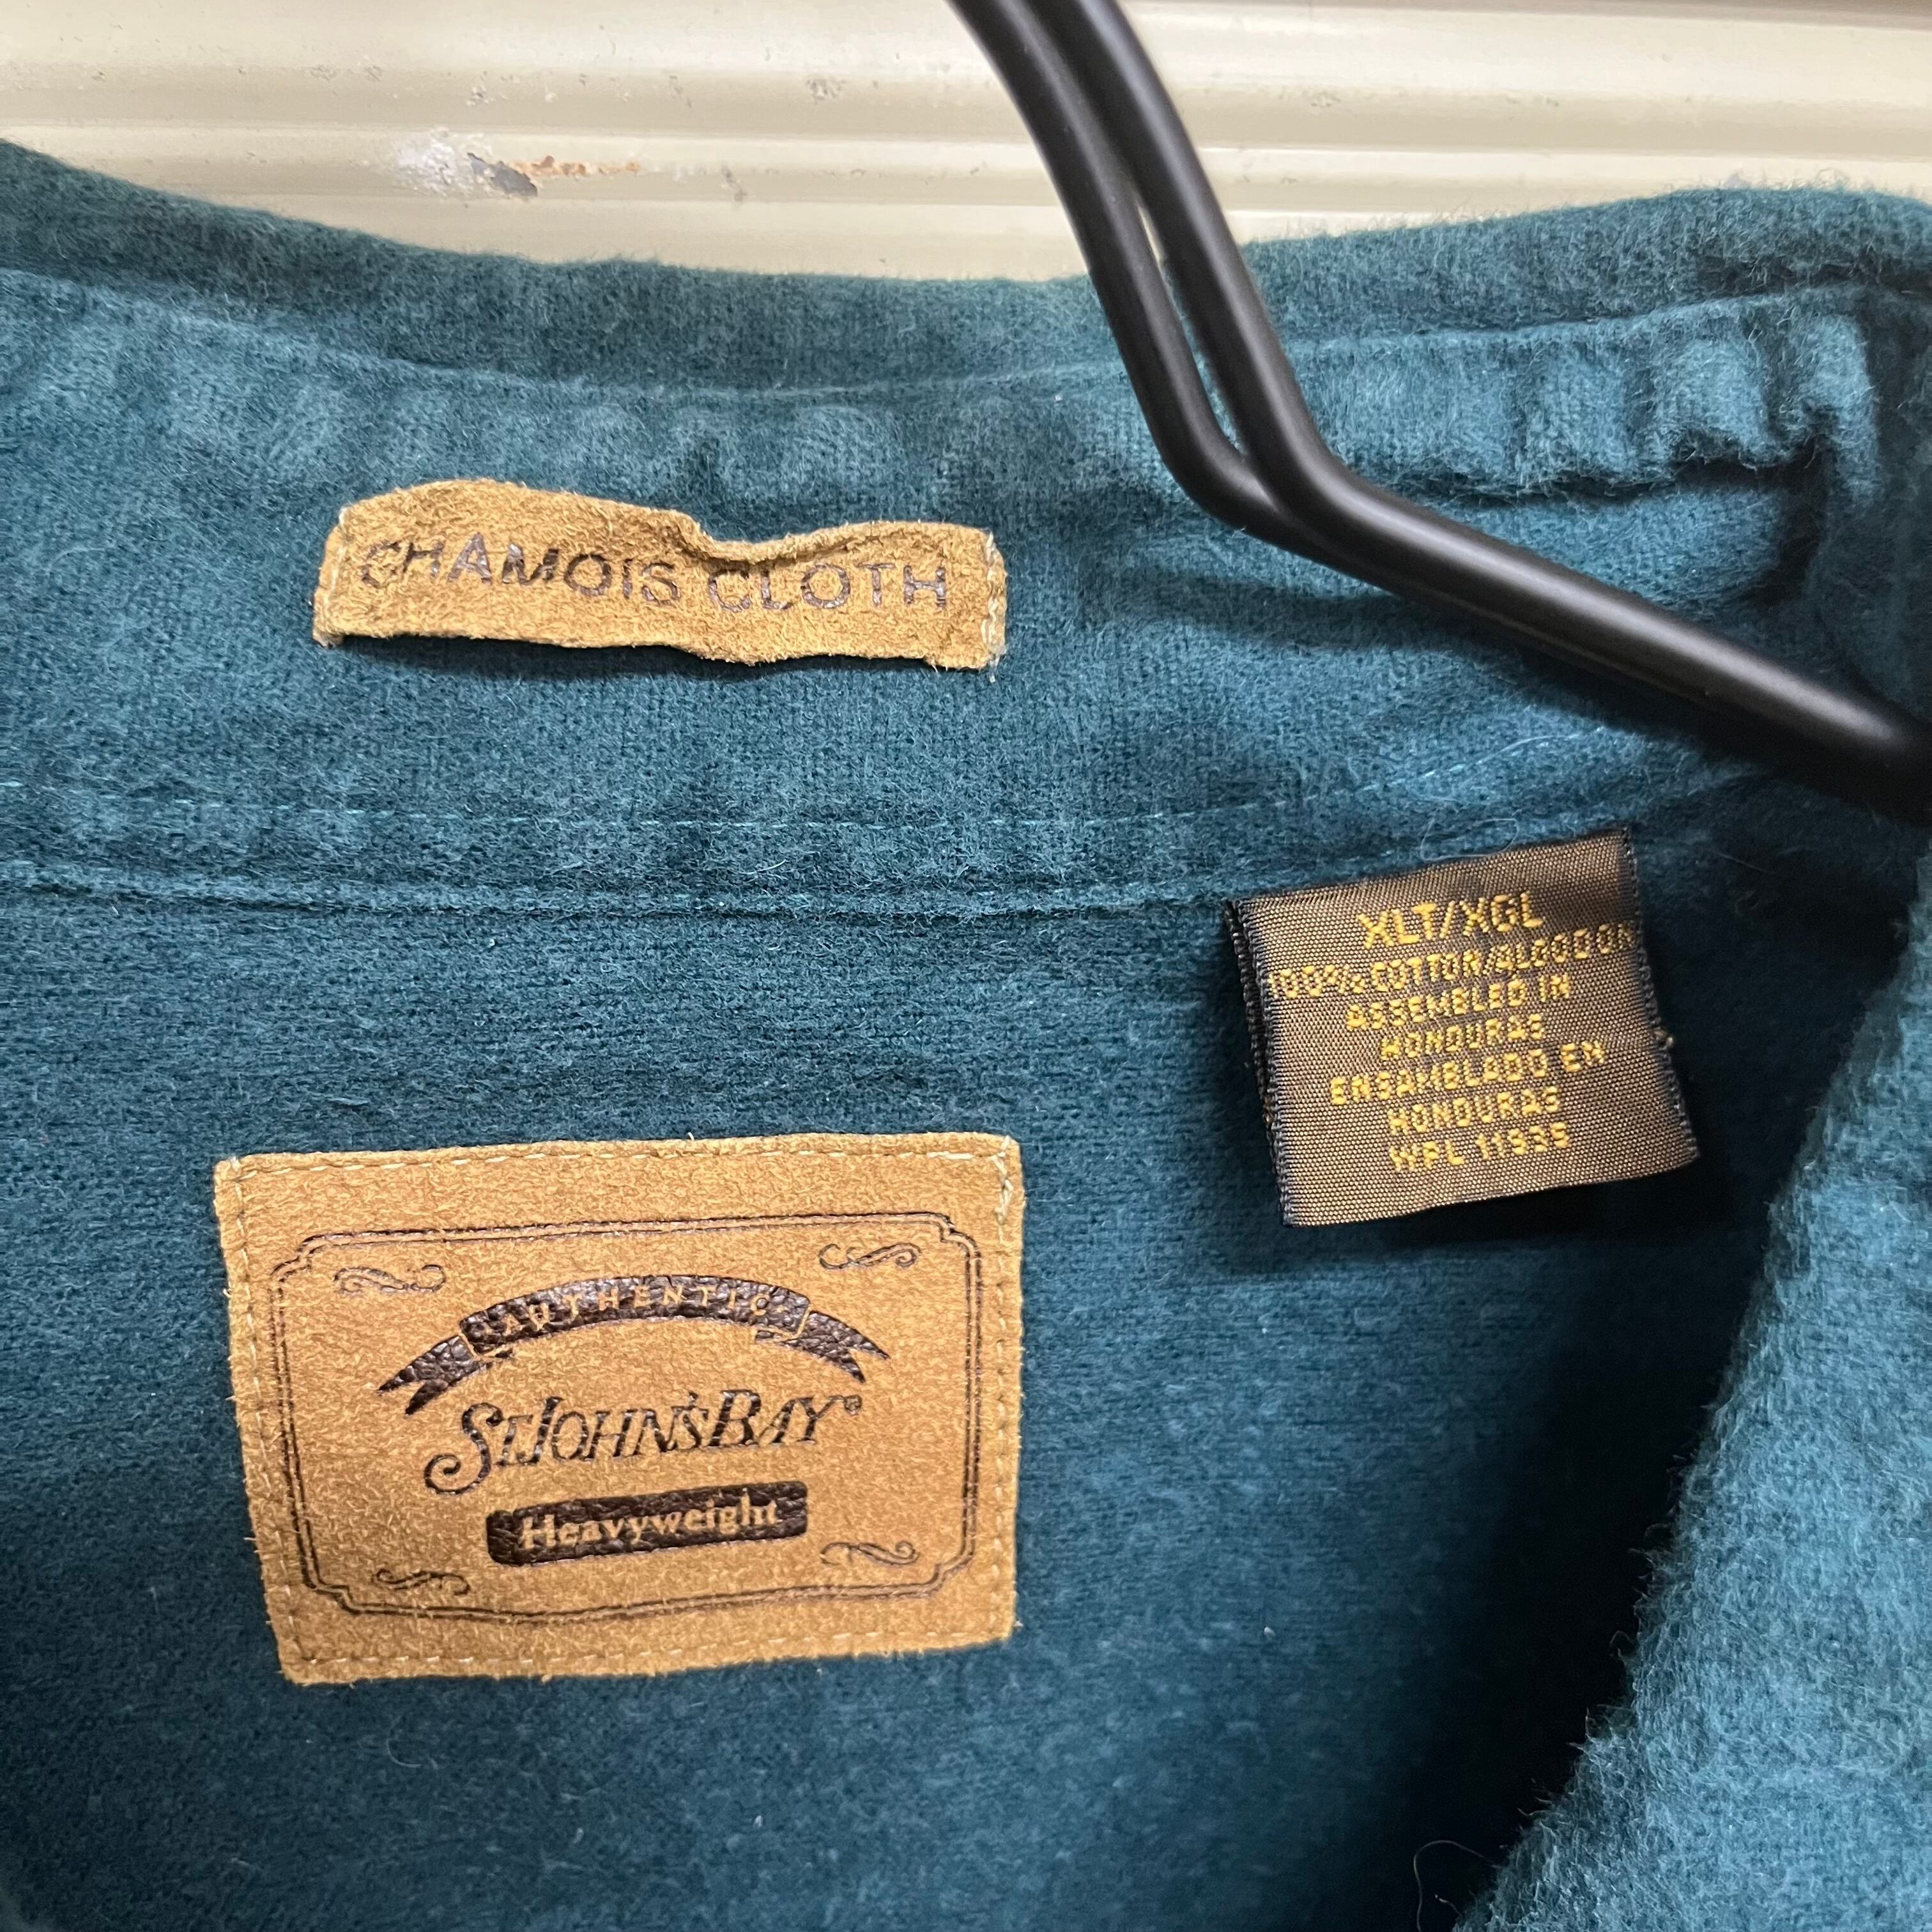 CHAMOIS CLOTH
XLT/XGL
100% COTTON/ALGODON
ASSEMBLED IN
HONDURAS
ENSAMBLADO EN
HONDURAS
WPL 11939
AUTHENTIC
ST. JOHN'S BAY®
Heavyweight